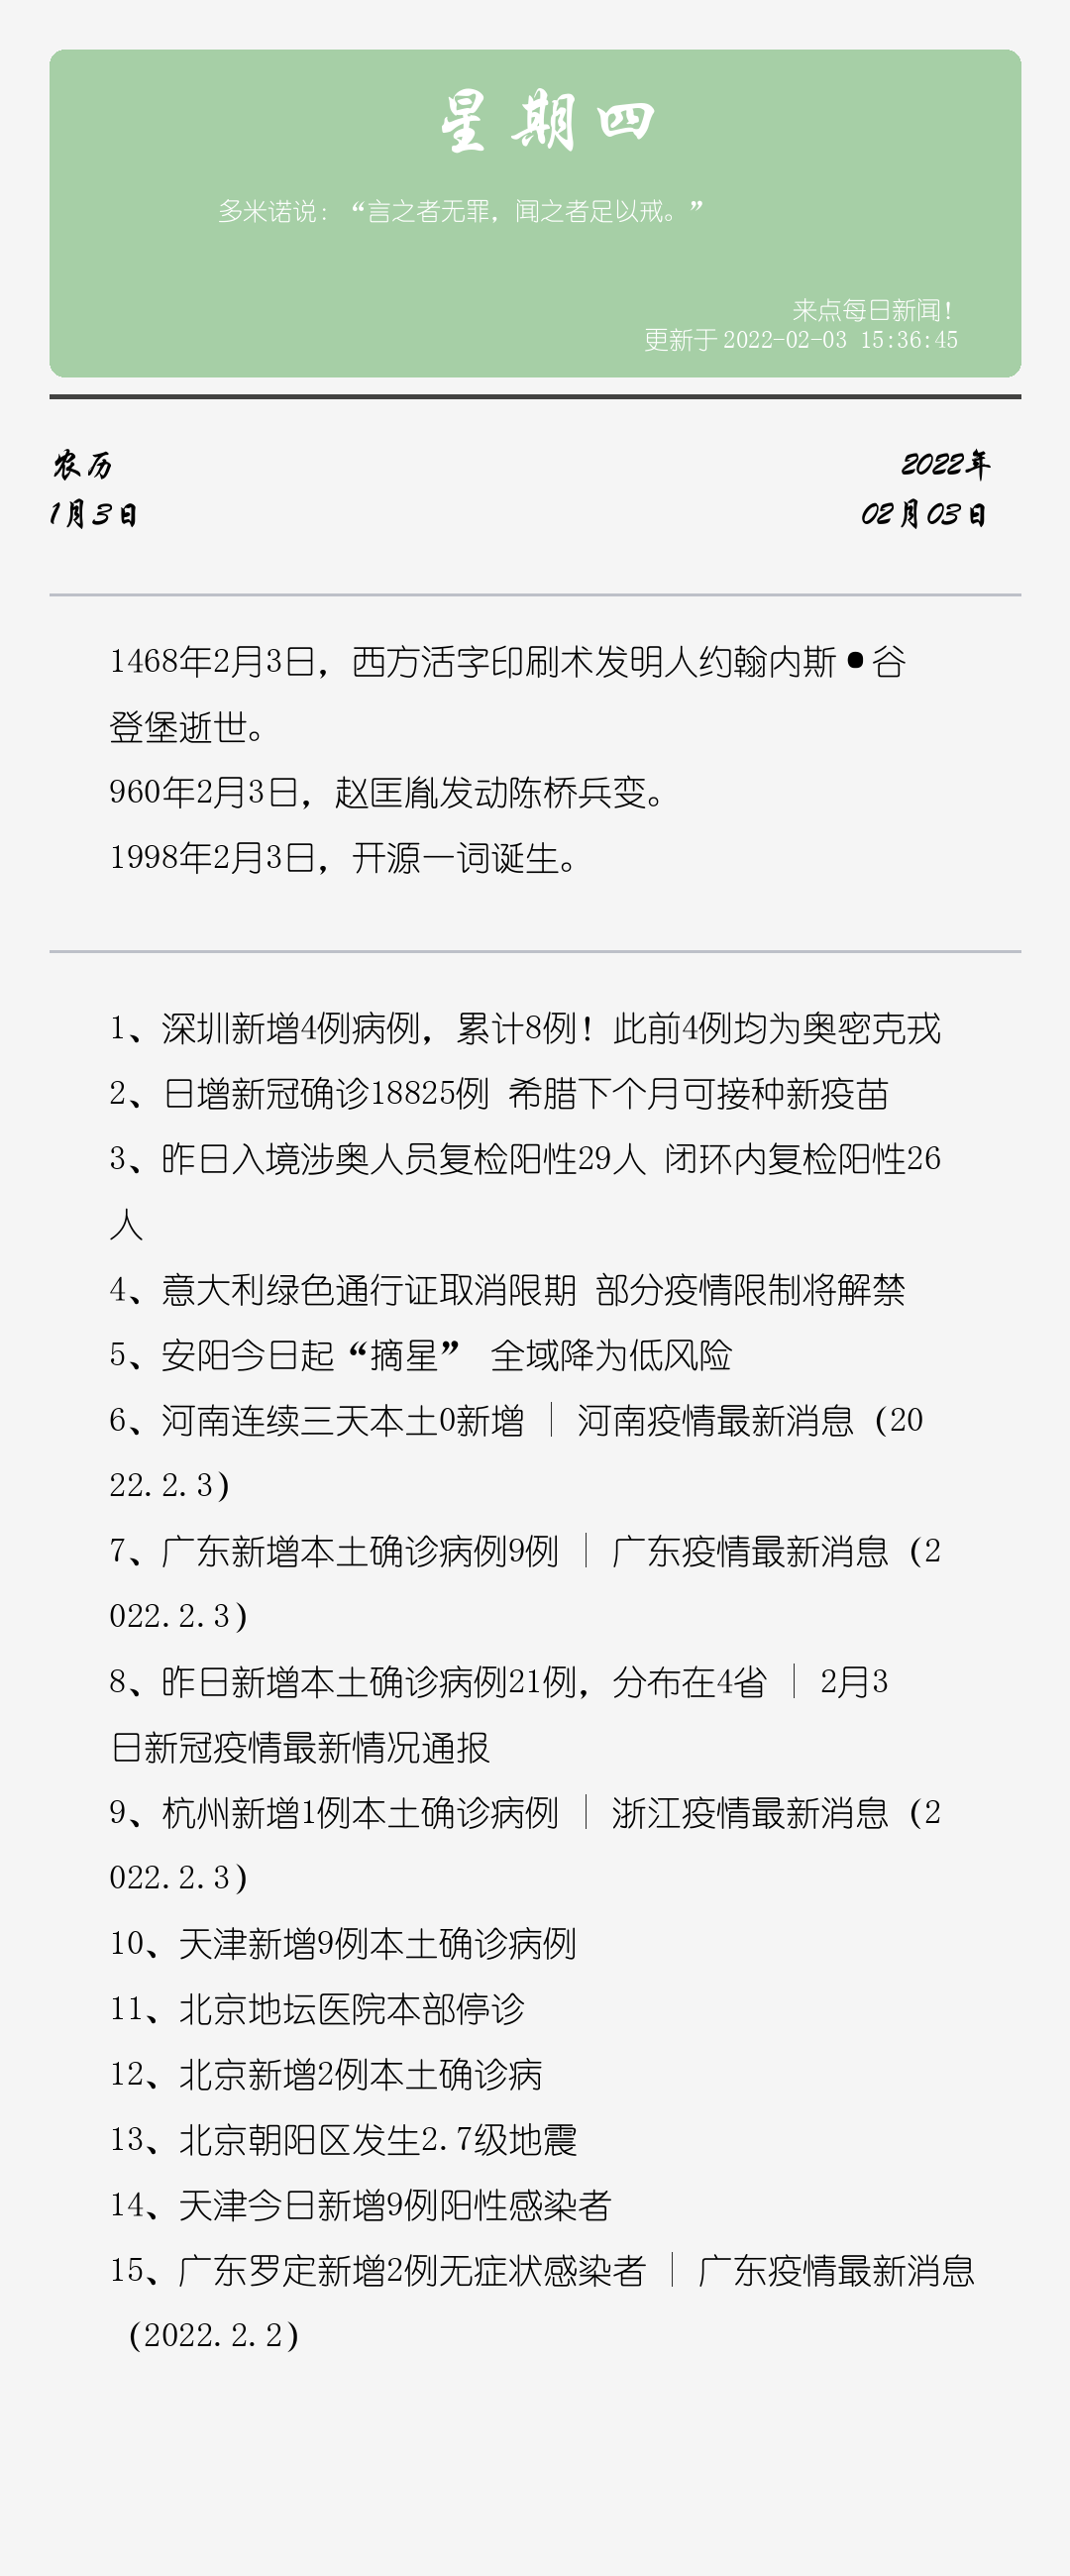 星期四
多米诺说：“言之者无罪，闻之者足以戒。”
来点每日新闻！
更新于2022-02-03 15:36:45
农历
2022年
1月3日
02月03日
1468年2月3日，西方活字印刷术发明人约翰内斯•谷
登堡逝世。
960年2月3日，赵匡胤发动陈桥兵变。
1998年2月3日，开源一词诞生。
1、深圳新增4例病例，累计8例！此前4例均为奥密克戎
2、日增新冠确诊18825例 希腊下个月可接种新疫苗
3、昨日入境涉奥人员复检阳性29人 闭环内复检阳性26
人
4、意大利绿色通行证取消限期 部分疫情限制将解禁
5、安阳今日起“摘星” 全域降为低风险
6、河南连续三天本土0新增 | 河南疫情最新消息（20
22.2.3）
7、广东新增本土确诊病例9例 | 广东疫情最新消息（2
022.2.3）
8、昨日新增本土确诊病例21例，分布在4省 | 2月3
日新冠疫情最新情况通报
9、杭州新增1例本土确诊病例 | 浙江疫情最新消息（2
022.2.3）
10、天津新增9例本土确诊病例
11、北京地坛医院本部停诊
12、北京新增2例本土确诊病
13、北京朝阳区发生2.7级地震
14、天津今日新增9例阳性感染者
15、广东罗定新增2例无症状感染者 | 广东疫情最新消息
（2022.2.2）